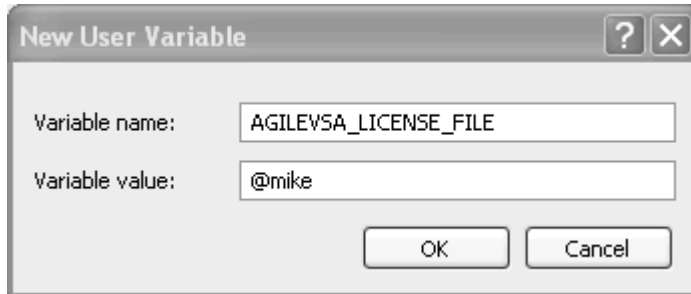 New User Variable
?
Variable name: AGILEVSA_LICENSE_FILE
Variable value: @mike
OK Cancel